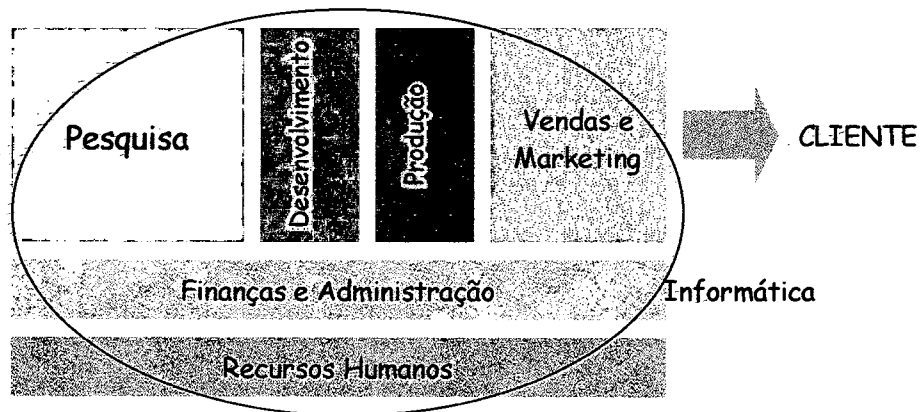 Pesquisa
Desenvolvimento
Produção
Vendas e
Marketing
CLIENTE
Finanças e Administração
Informática
Recursos Humanos